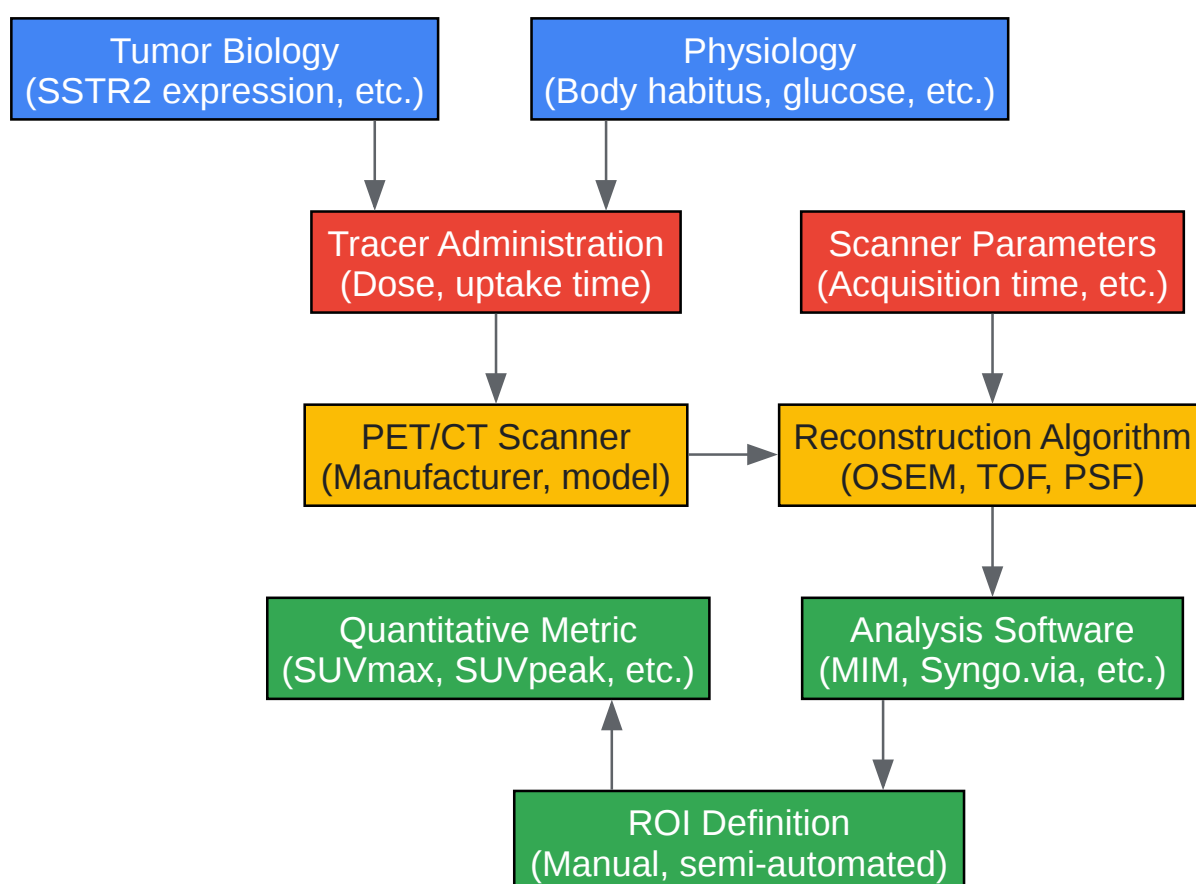 Tumor Biology
(SSTR2 expression, etc.)
Physiology
(Body habitus, glucose, etc.)
Tracer Administration
(Dose, uptake time)
Scanner Parameters
(Acquisition time, etc.)
PET/CT Scanner
(Manufacturer, model)
Reconstruction Algorithm
(OSEM, TOF, PSF)
Quantitative Metric
(SUVmax, SUVpeak, etc.)
Analysis Software
(MIM, Syngo.via, etc.)
ROI Definition
(Manual, semi-automated)